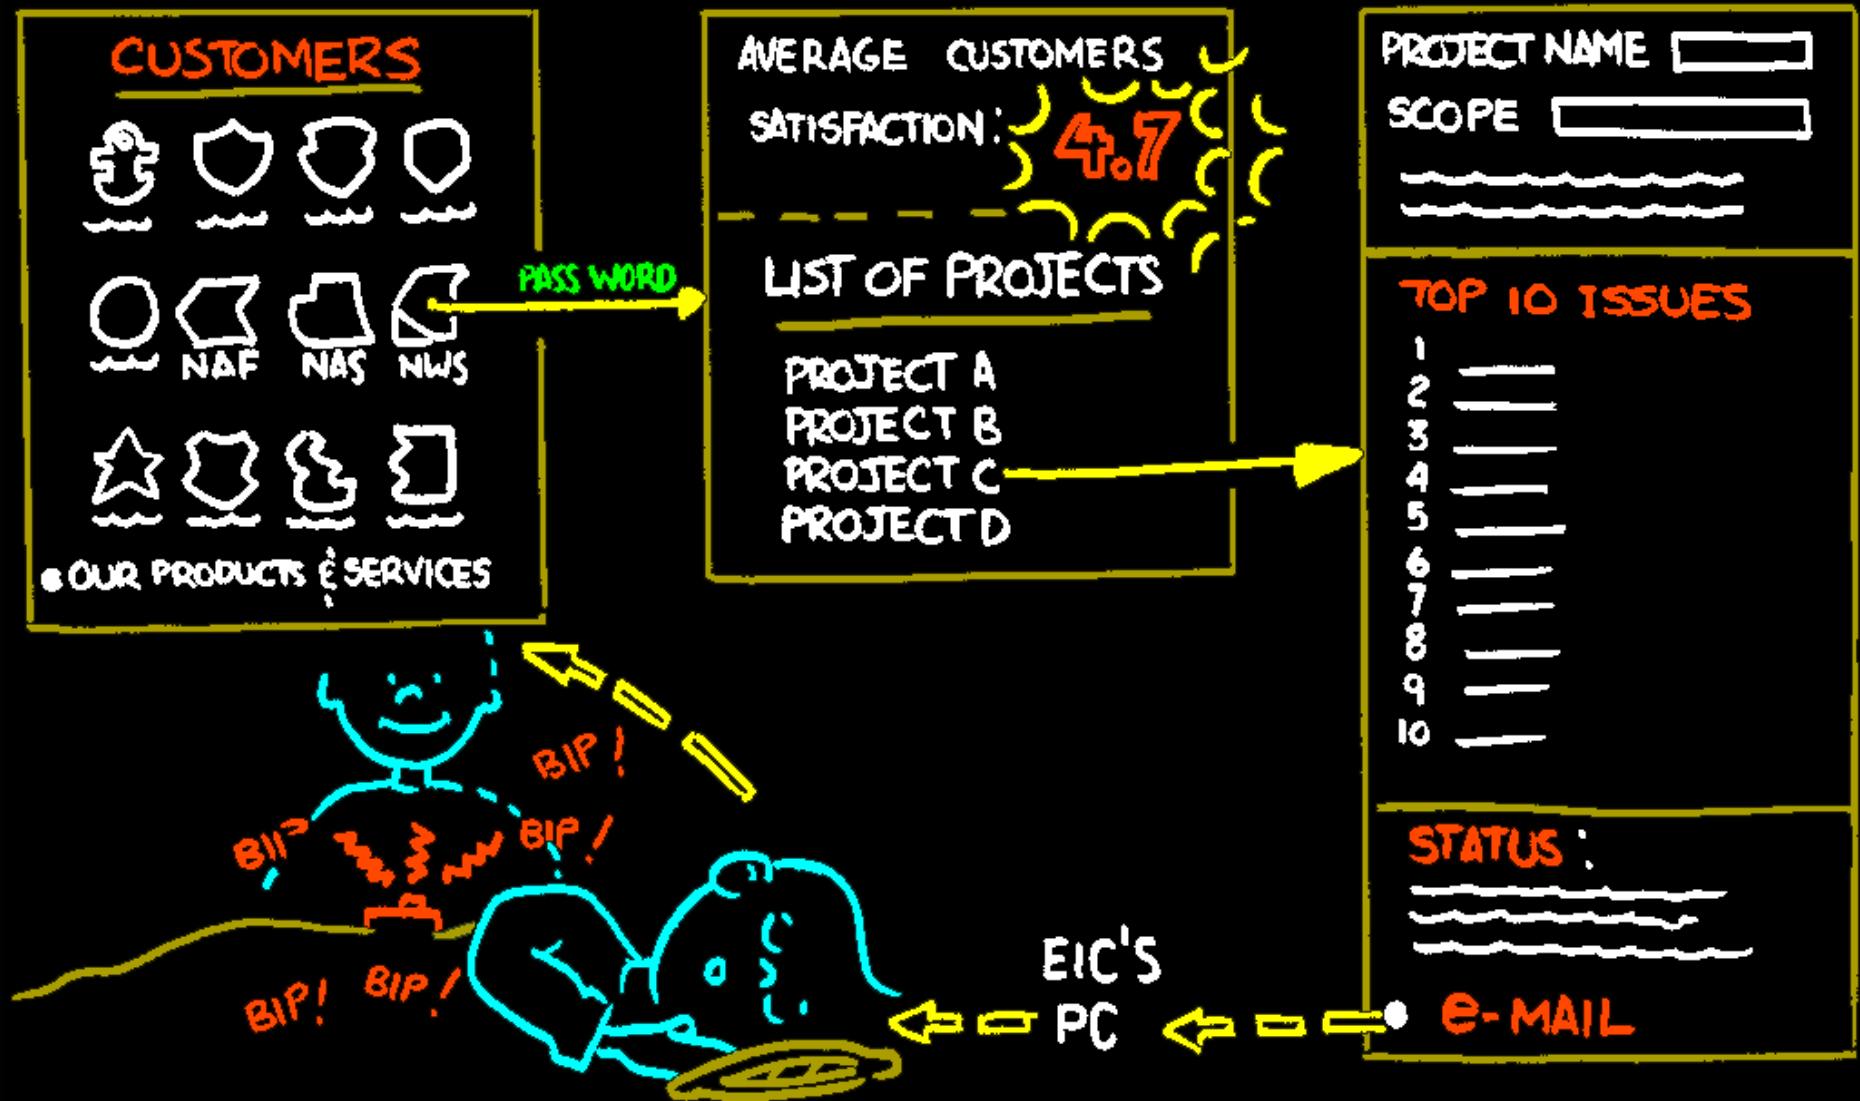 CUSTOMERS
NAF NAS NWS
OUR PRODUCTS & SERVICES
PASS WORD
AVERAGE CUSTOMERS
SATISFACTION: 4.7
LIST OF PROJECTS
PROJECT A
PROJECT B
PROJECT C
PROJECT D
PROJECT NAME
SCOPE
TOP 10 ISSUES
1
2
3
4
5
6
7
8
9
10
STATUS:
e-MAIL
EIC'S
PC
BIP!
BIP
BIP!
BIP!
BIP!